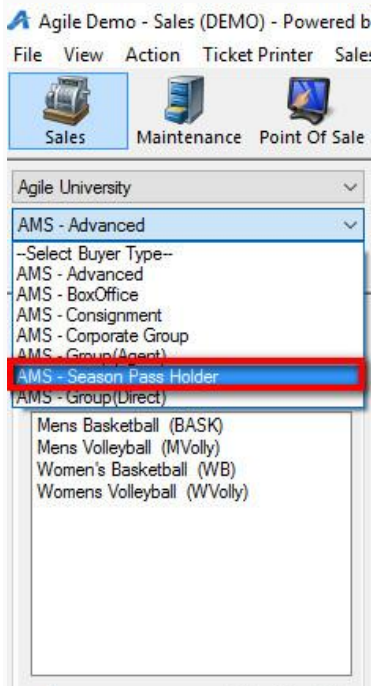 Agile Demo - Sales (DEMO) - Powered b
File View Action Ticket Printer Sales
Sales Maintenance Point Of Sale
Agile University
AMS - Advanced
--Select Buyer Type--
AMS - Advanced
AMS - BoxOffice
AMS - Consignment
AMS - Corporate Group
AMS - Group(Agent)
AMS - Season Pass Holder
AMS - Group(Direct)
Mens Basketball (BASK)
Mens Volleyball (MVolly)
Women's Basketball (WB)
Womens Volleyball (WVolly)